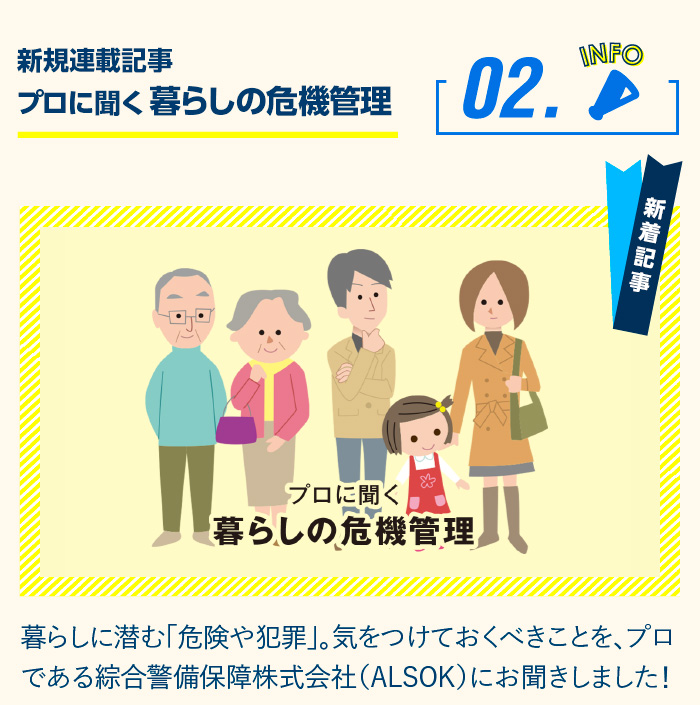 新規連載記事
プロに聞く 暮らしの危機管理
02.
INFO
新着記事
プロに聞く
暮らしの危機管理
暮らしに潜む「危険や犯罪」。気をつけておくべきことを、プロ
である綜合警備保障株式会社(ALSOK)にお聞きしました!